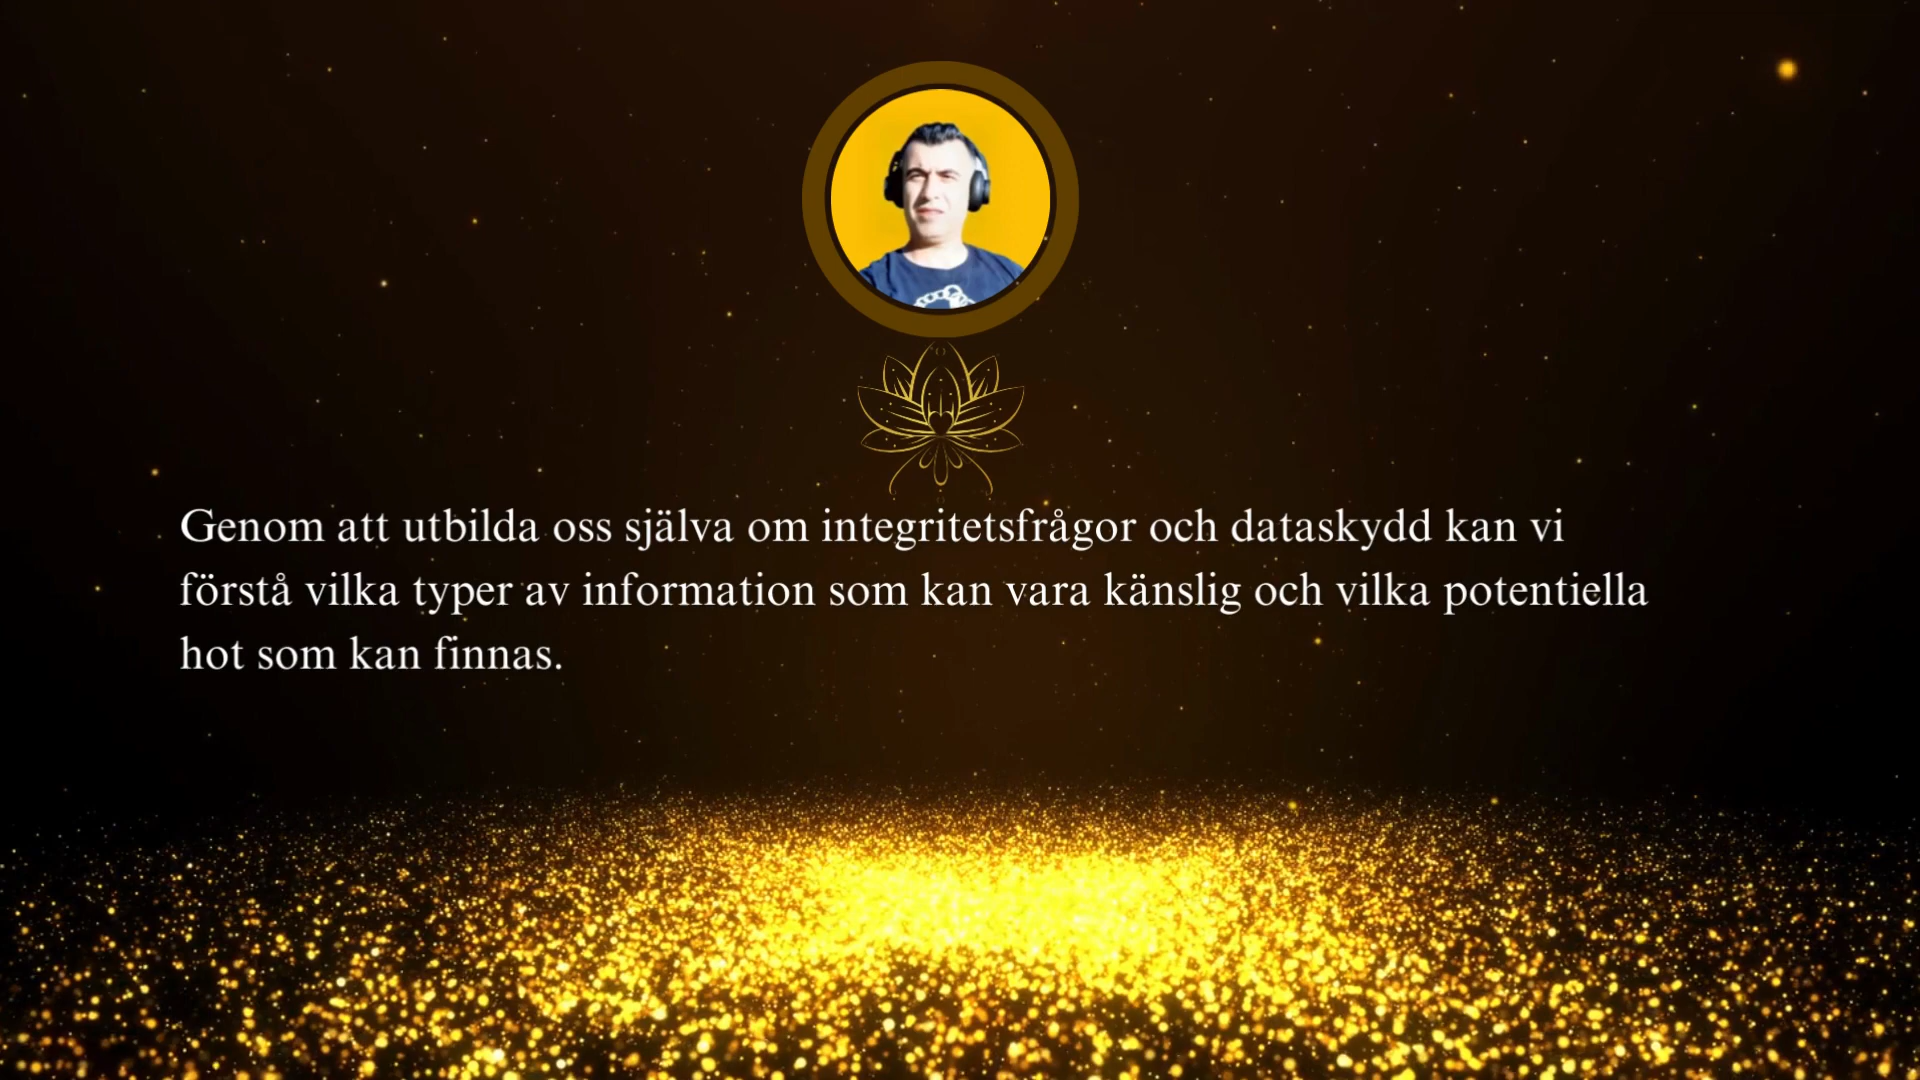 Genom att utbilda oss själva om integritetsfrågor och dataskydd kan vi
förstå vilka typer av information som kan vara känslig och vilka potentiella
hot som kan finnas.